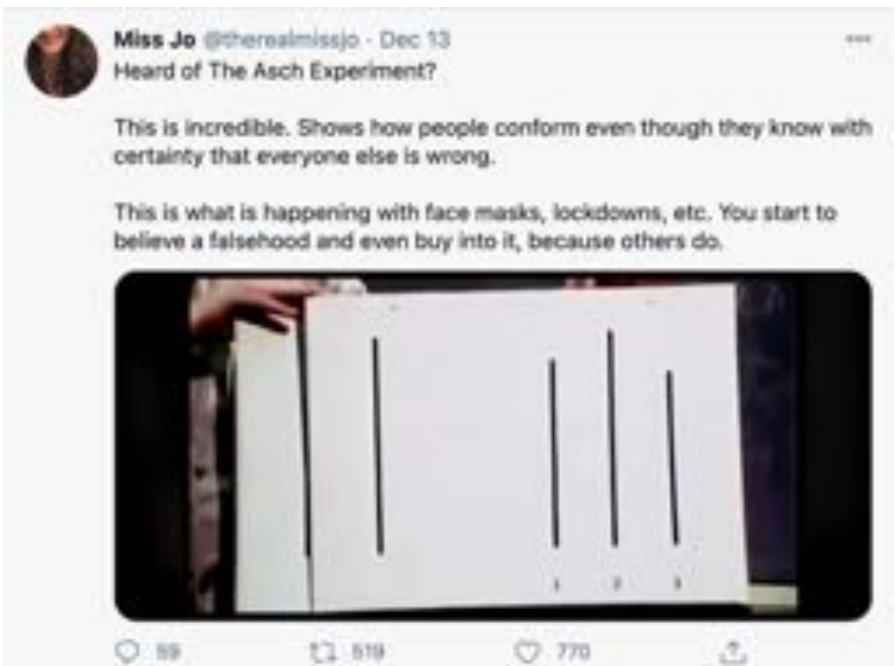 Miss Jo @therealmissjo · Dec 13
Heard of The Asch Experiment?
This is incredible. Shows how people conform even though they know with
certainty that everyone else is wrong.
This is what is happening with face masks, lockdowns, etc. You start to
believe a falsehood and even buy into it, because others do.
1 2 3
59 519 770